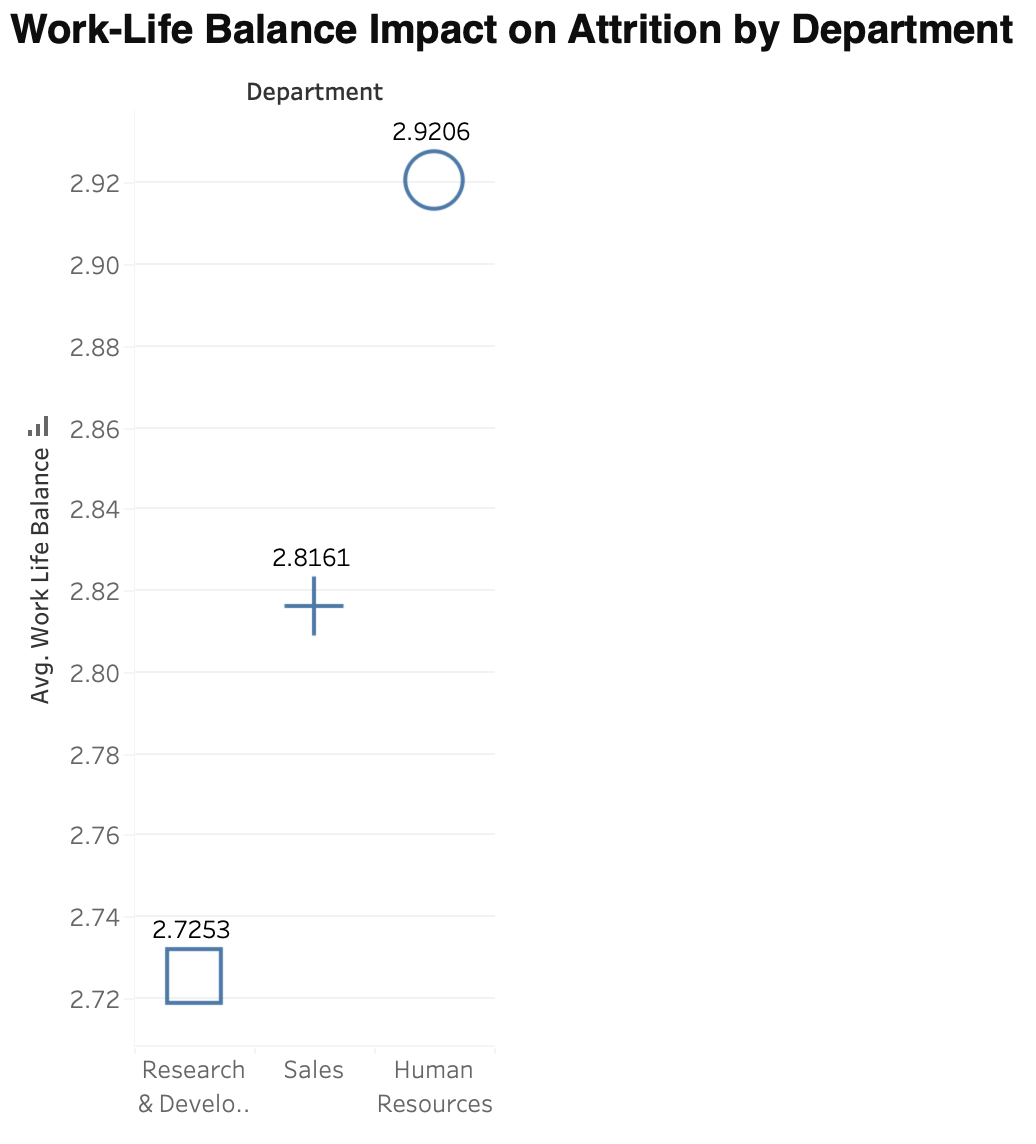 Work-Life Balance Impact on Attrition by Department
Department
2.9206
2.92
2.90
2.88
2.86
2.84
2.8161
2.82
2.80
2.78
2.76
2.74
2.7253
2.72
Avg. Work Life Balance
Research
& Develo..
Sales
Human
Resources